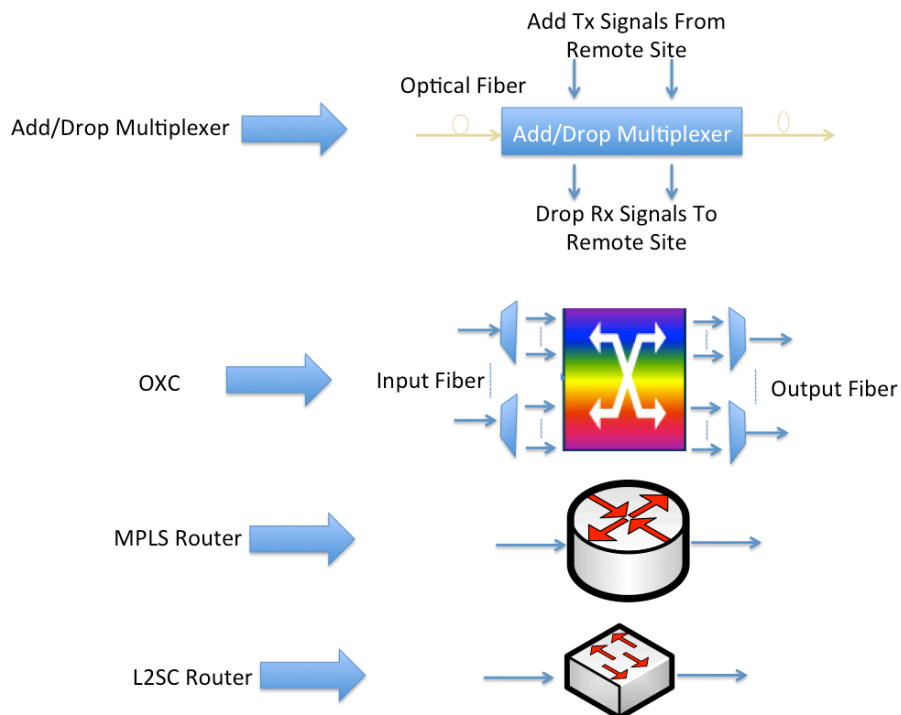 Add Tx Signals From
Remote Site
Optical Fiber
Add/Drop Multiplexer
Add/Drop Multiplexer
Drop Rx Signals To
Remote Site
OXC
Input Fiber
Output Fiber
MPLS Router
L2SC Router